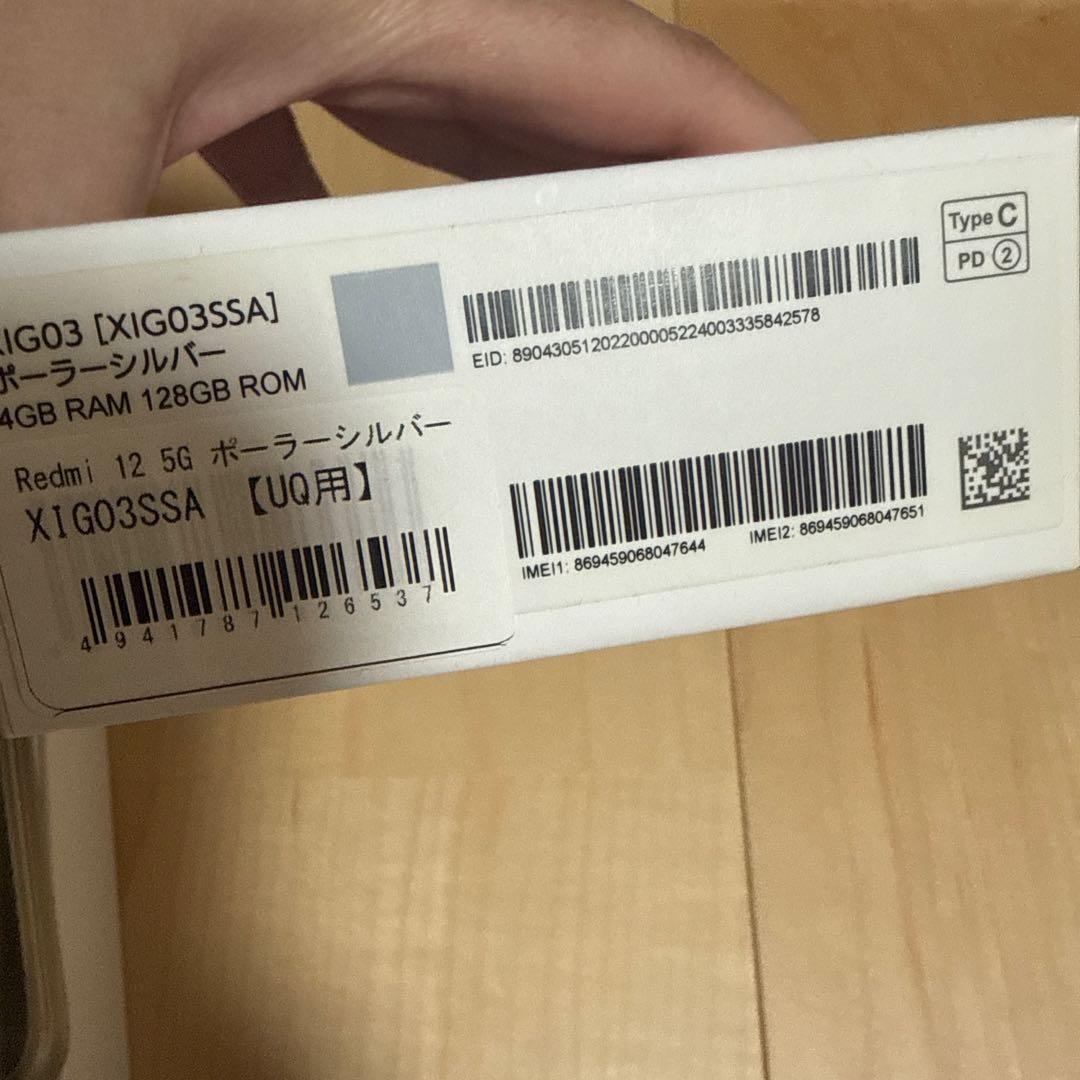 XIG03 [XIG03SSA]
ポーラーシルバー
4GB RAM 128GB ROM
Redmi 12 5G ポーラーシルバー
XIG03SSA 【UQ用】
4941787126537
EID: 89043051202200005224003335842578
Type C
PD ②
IMEI1: 869459068047644
IMEI2: 869459068047651